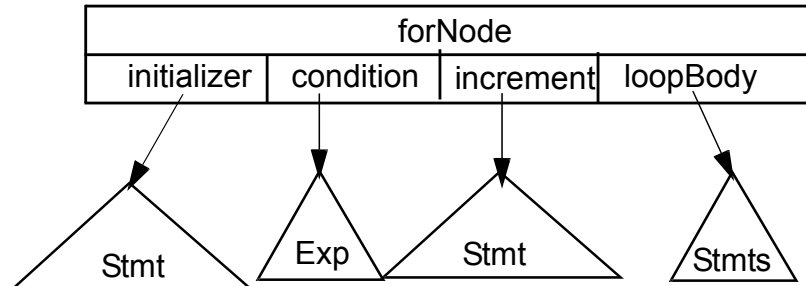 forNode
initializer condition increment loopBody
Stmt Exp Stmt Stmts